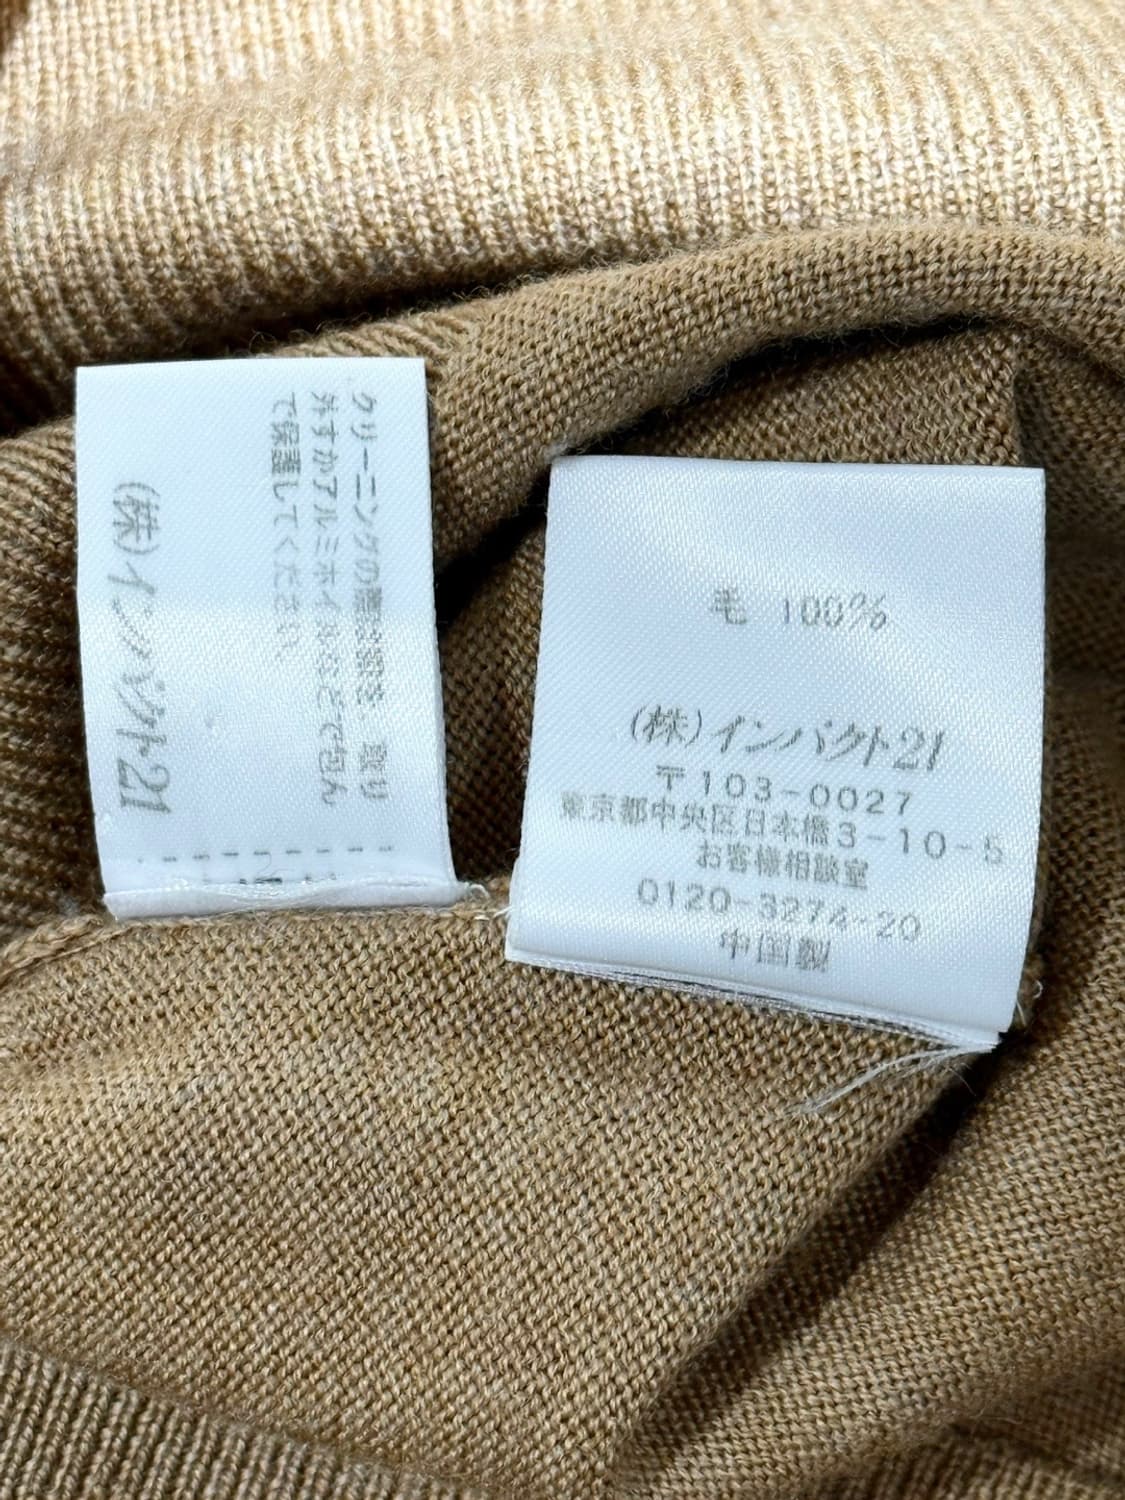 クリーニングの際は釦を、取り
外すかアルミホイルなどで包ん
で保護してください。
(株)インパクト21
毛 100%
(株)インパクト21
〒103-0027
東京都中央区日本橋3-10-5
お客様相談室
0120-3274-20
中国製